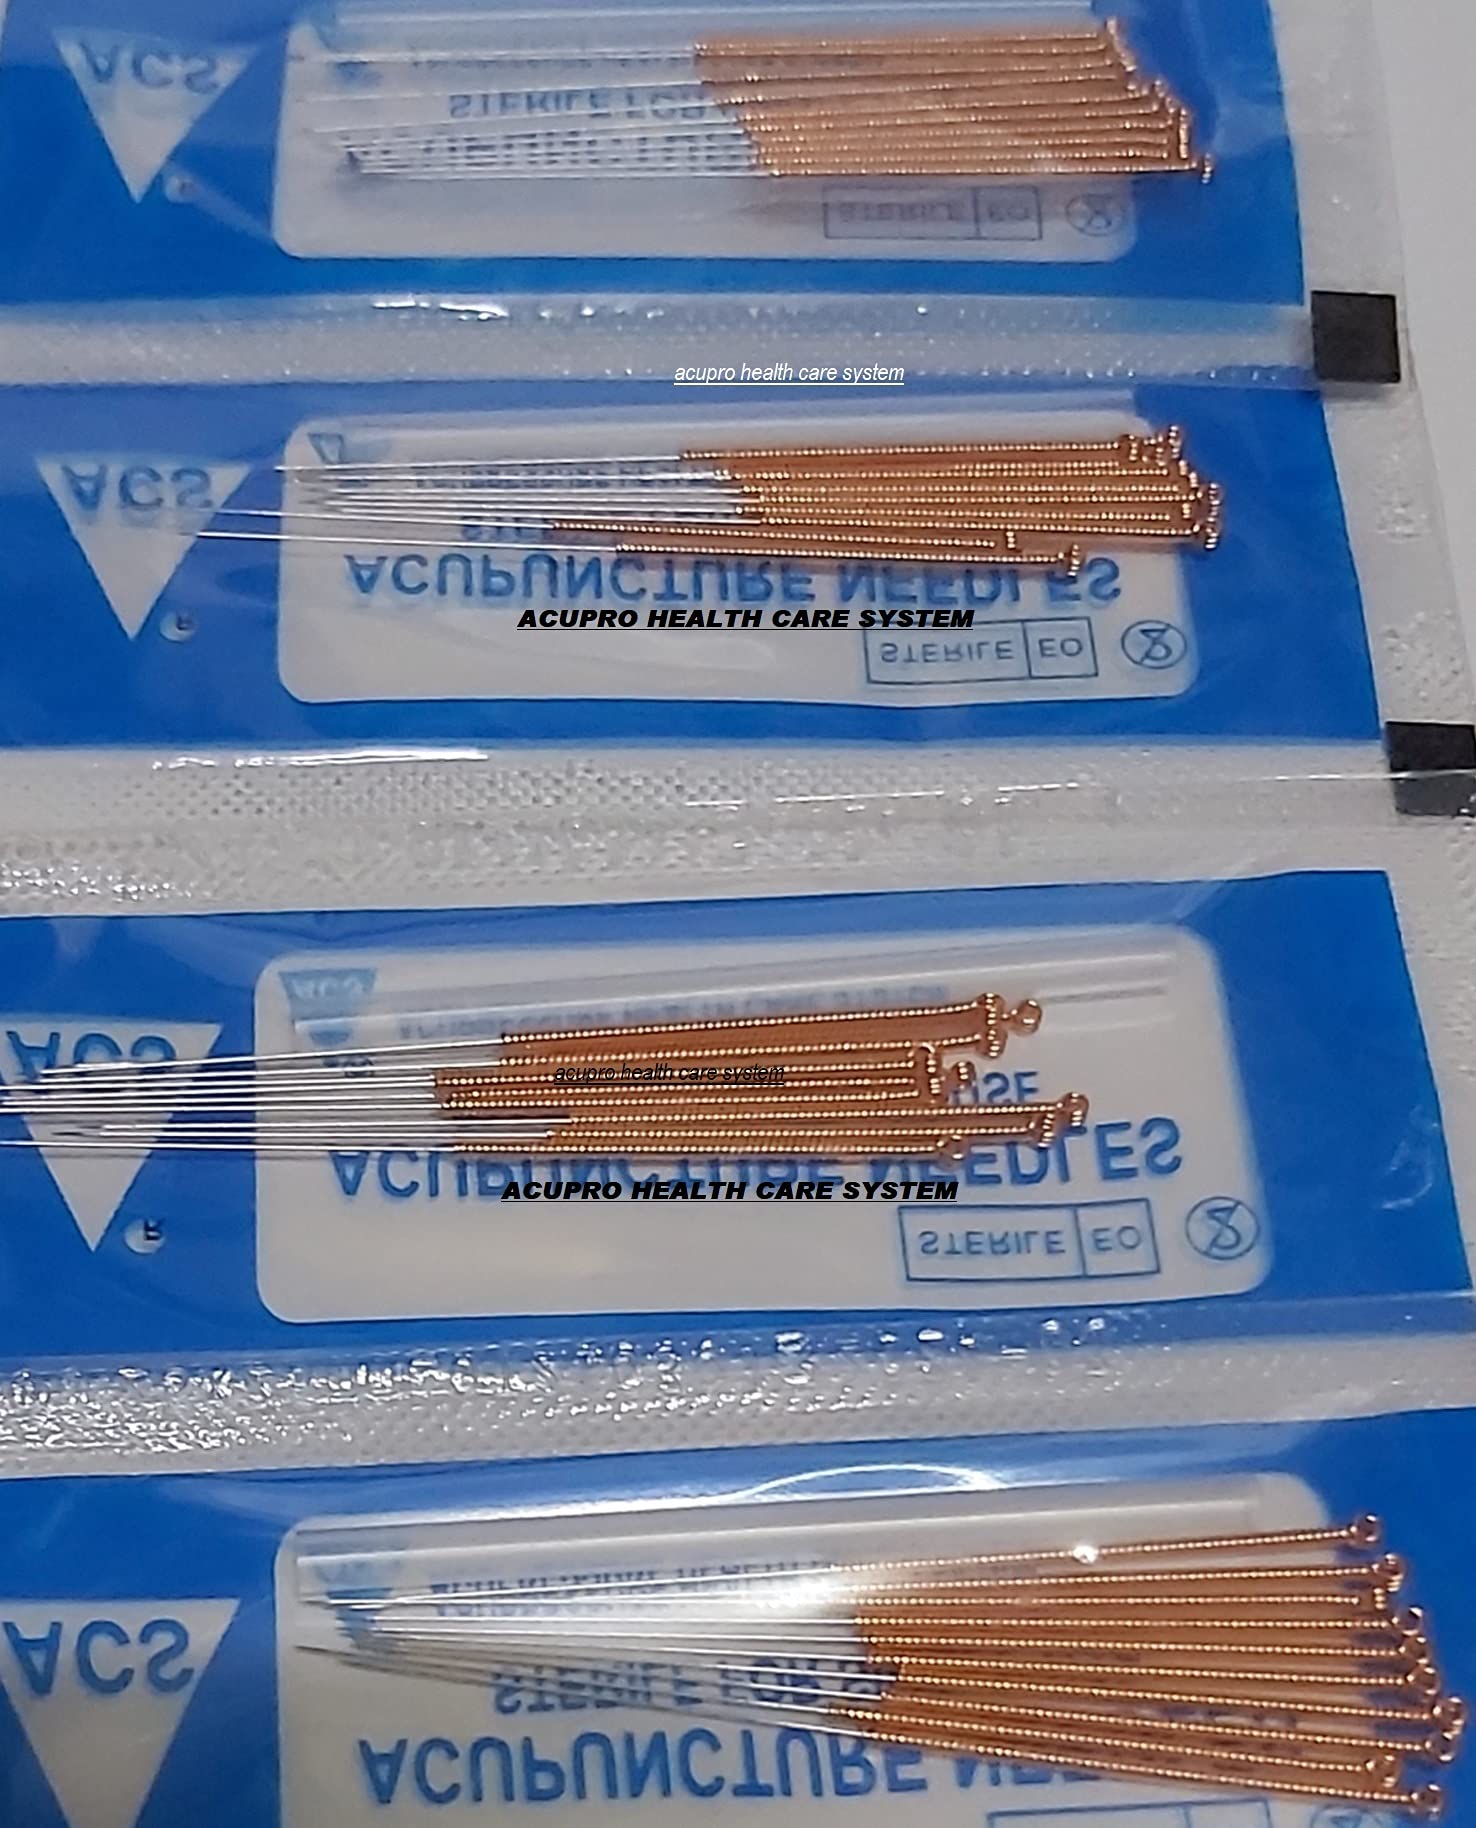 ACS
STERILE FOR
R
STERILE EO
acupro health care system
ACS
ACUPUNCTURE NEEDLES
ACUPRO HEALTH CARE SYSTEM
STERILE EO
R
ACS
ACS
acupro health care system
USE
ACUPUNCTURE NEEDLES
ACUPRO HEALTH CARE SYSTEM
STERILE EO
R
STERILE FOR
ACS
ACUPUNCTURE